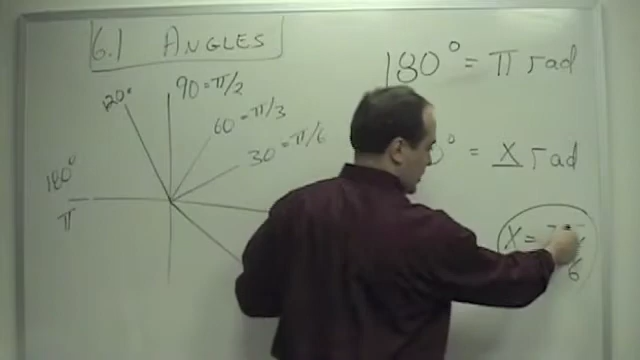 6.1 ANGLES
180° = π rad
120°
90 = π/2
60 = π/3
30 = π/6
0° = x rad
180°
π
x =
6